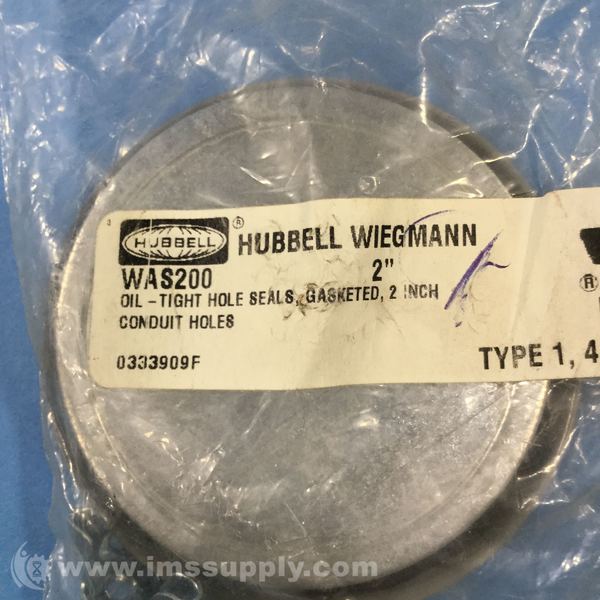 HUBBELL ® HUBBELL WIEGMANN
WAS200 2"
OIL-TIGHT HOLE SEALS, GASKETED, 2 INCH
CONDUIT HOLES
0333909F
TYPE 1, 4
®
www.imssupply.com